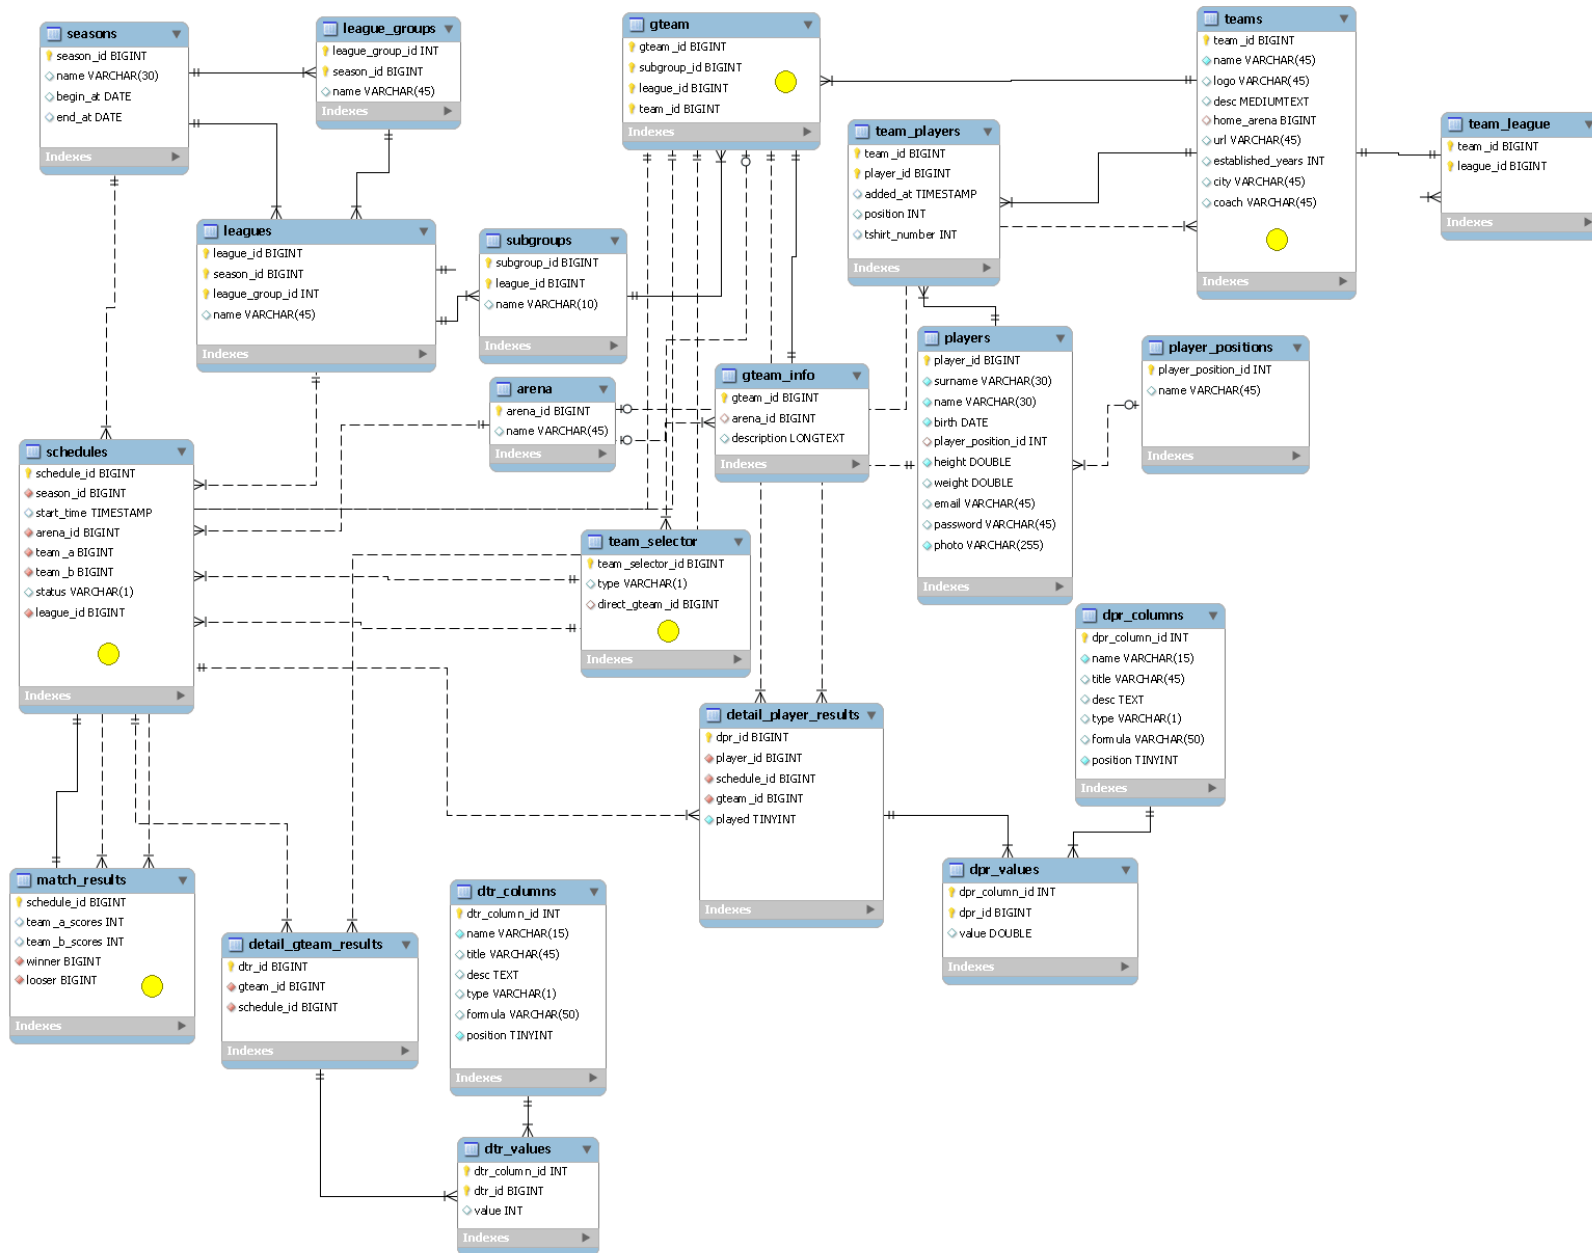 seasons
season_id BIGINT
name VARCHAR(30)
begin_at DATE
end_at DATE
Indexes
league_groups
league_group_id INT
season_id BIGINT
name VARCHAR(45)
Indexes
gteam
gteam_id BIGINT
subgroup_id BIGINT
league_id BIGINT
team_id BIGINT
Indexes
teams
team_id BIGINT
name VARCHAR(45)
logo VARCHAR(45)
desc MEDIUMTEXT
home_arena BIGINT
url VARCHAR(45)
established_years INT
city VARCHAR(45)
coach VARCHAR(45)
Indexes
team_league
team_id BIGINT
league_id BIGINT
Indexes
team_players
team_id BIGINT
player_id BIGINT
added_at TIMESTAMP
position INT
tshirt_number INT
Indexes
leagues
league_id BIGINT
season_id BIGINT
league_group_id INT
name VARCHAR(45)
Indexes
subgroups
subgroup_id BIGINT
league_id BIGINT
name VARCHAR(10)
Indexes
arena
arena_id BIGINT
name VARCHAR(45)
Indexes
gteam_info
gteam_id BIGINT
arena_id BIGINT
description LONGTEXT
Indexes
players
player_id BIGINT
surname VARCHAR(30)
name VARCHAR(30)
birth DATE
player_position_id INT
height DOUBLE
weight DOUBLE
email VARCHAR(45)
password VARCHAR(45)
photo VARCHAR(255)
Indexes
player_positions
player_position_id INT
name VARCHAR(45)
Indexes
schedules
schedule_id BIGINT
season_id BIGINT
start_time TIMESTAMP
arena_id BIGINT
team_a BIGINT
team_b BIGINT
status VARCHAR(1)
league_id BIGINT
Indexes
team_selector
team_selector_id BIGINT
type VARCHAR(1)
direct_gteam_id BIGINT
Indexes
dpr_columns
dpr_column_id INT
name VARCHAR(15)
title VARCHAR(45)
desc TEXT
type VARCHAR(1)
formula VARCHAR(50)
position TINYINT
Indexes
detail_player_results
dpr_id BIGINT
player_id BIGINT
schedule_id BIGINT
gteam_id BIGINT
played TINYINT
Indexes
dpr_values
dpr_column_id INT
dpr_id BIGINT
value DOUBLE
Indexes
match_results
schedule_id BIGINT
team_a_scores INT
team_b_scores INT
winner BIGINT
looser BIGINT
Indexes
detail_gteam_results
dtr_id BIGINT
gteam_id BIGINT
schedule_id BIGINT
Indexes
dtr_columns
dtr_column_id INT
name VARCHAR(15)
title VARCHAR(45)
desc TEXT
type VARCHAR(1)
formula VARCHAR(50)
position TINYINT
Indexes
dtr_values
dtr_column_id INT
dtr_id BIGINT
value INT
Indexes